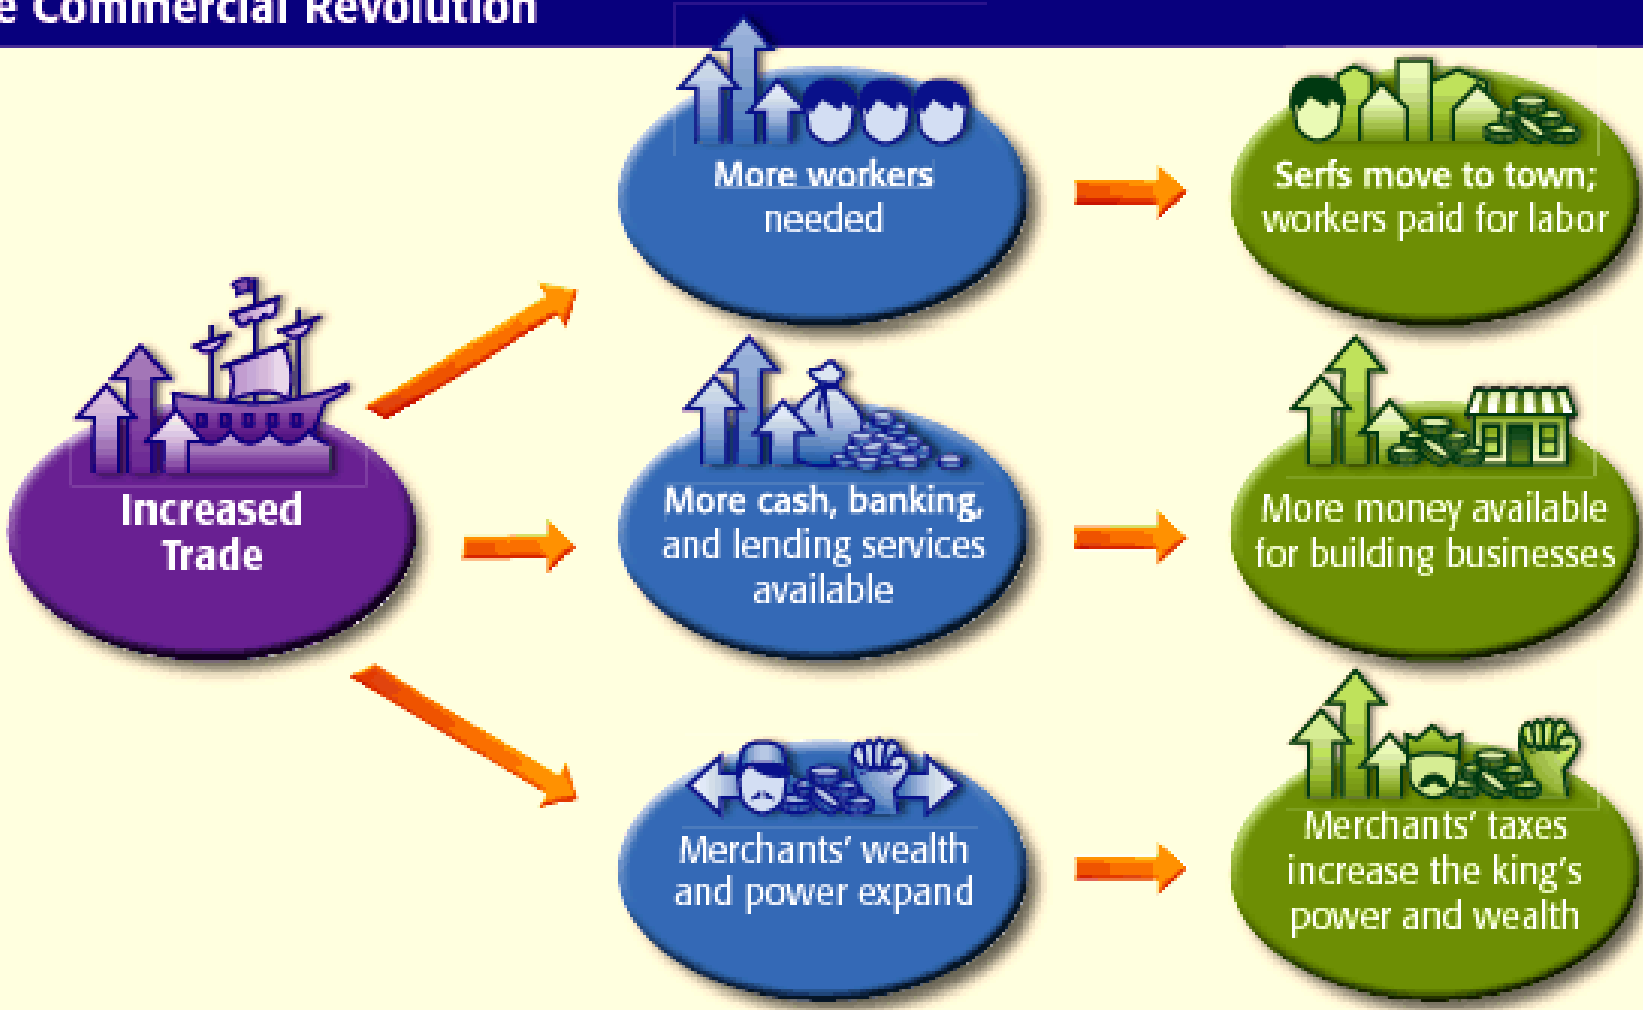 e Commercial Revolution
More workers
needed
Serfs move to town;
workers paid for labor
Increased
Trade
More cash, banking,
and lending services
available
More money available
for building businesses
Merchants’ wealth
and power expand
Merchants’ taxes
increase the king’s
power and wealth